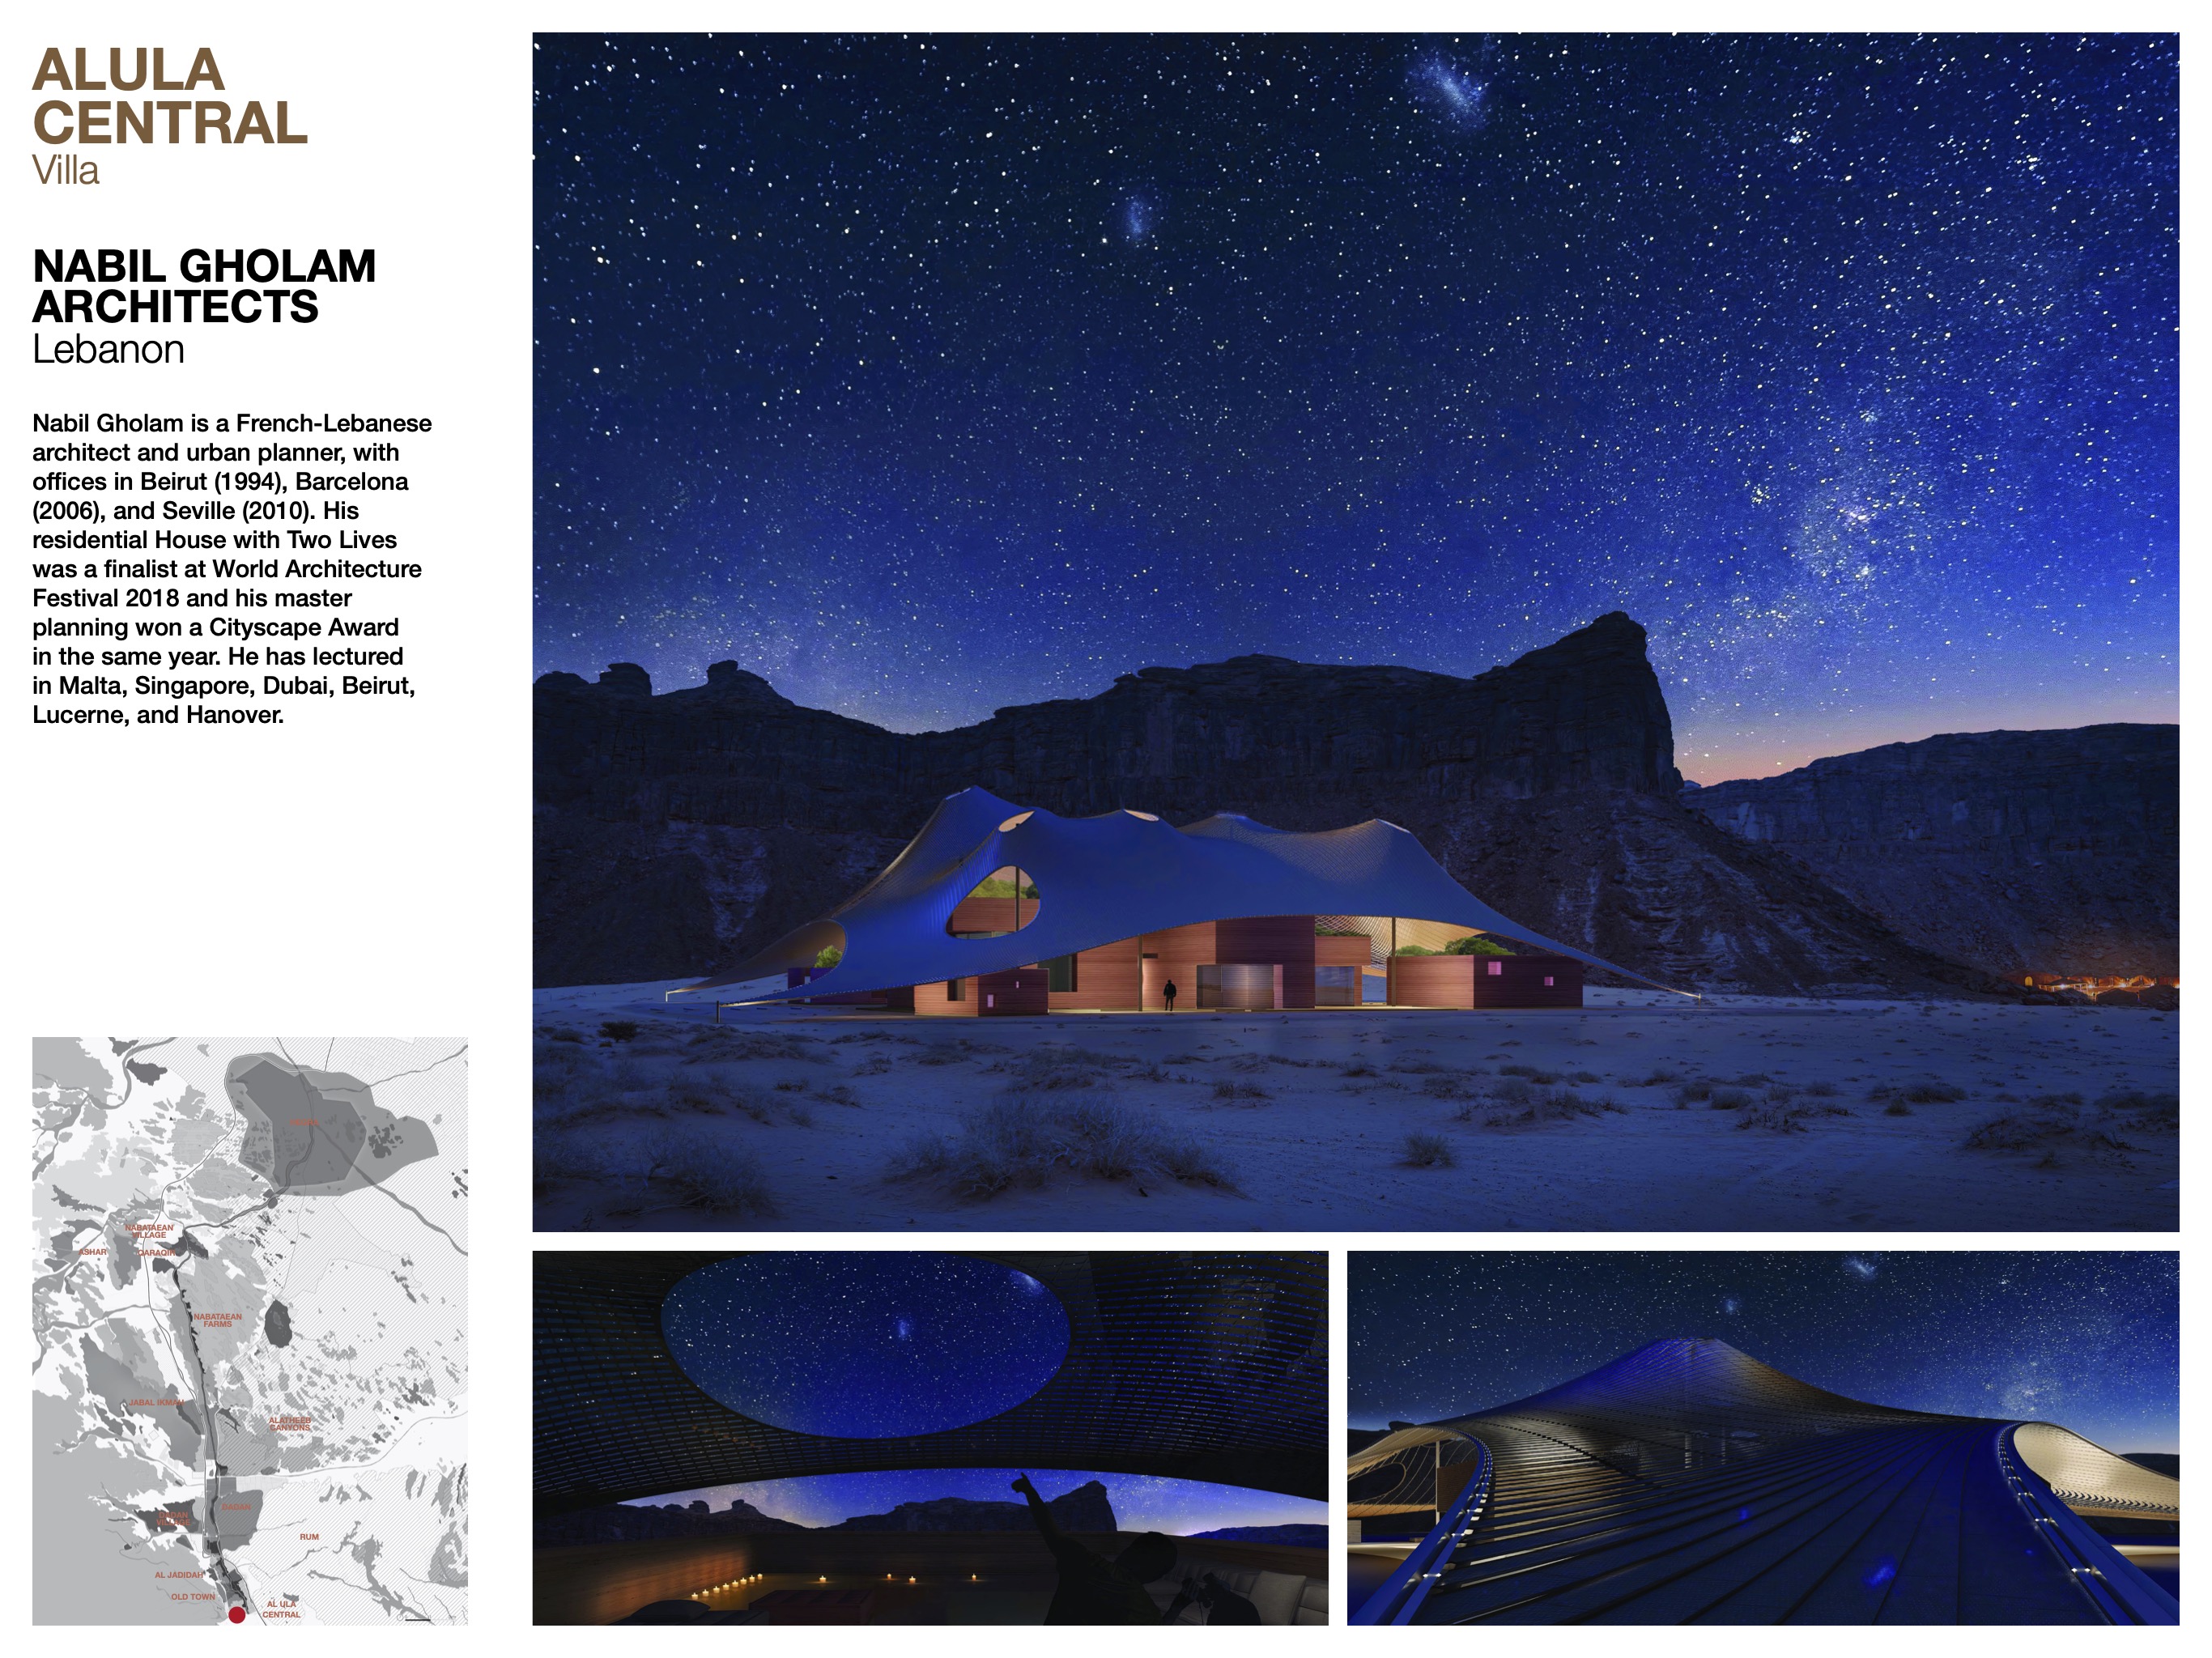 ALULA
CENTRAL
Villa
NABIL GHOLAM
ARCHITECTS
Lebanon
Nabil Gholam is a French-Lebanese
architect and urban planner, with
offices in Beirut (1994), Barcelona
(2006), and Seville (2010). His
residential House with Two Lives
was a finalist at World Architecture
Festival 2018 and his master
planning won a Cityscape Award
in the same year. He has lectured
in Malta, Singapore, Dubai, Beirut,
Lucerne, and Hanover.
NABATAEAN
VILLAGE
ASHAR
QARAQIR
NABATAEAN
FARMS
JABAL IKMAH
ALATHEEB
CANYONS
DADAN
RUM
AL JADIDAH
OLD TOWN
AL ULA
CENTRAL